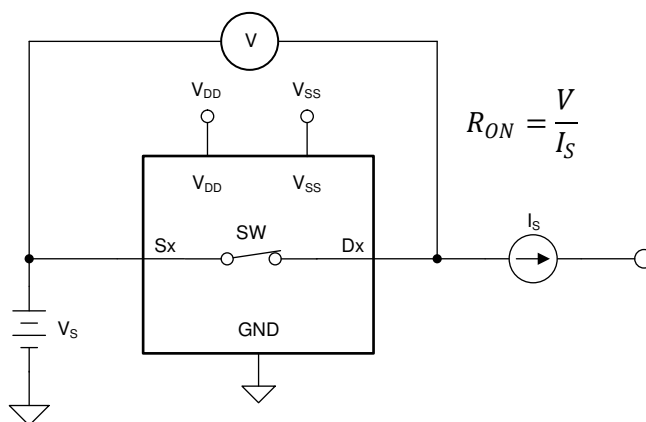 V
V_DD V_SS
R_ON = V/I_S
V_DD V_SS
I_S
Sx SW Dx
GND
V_S